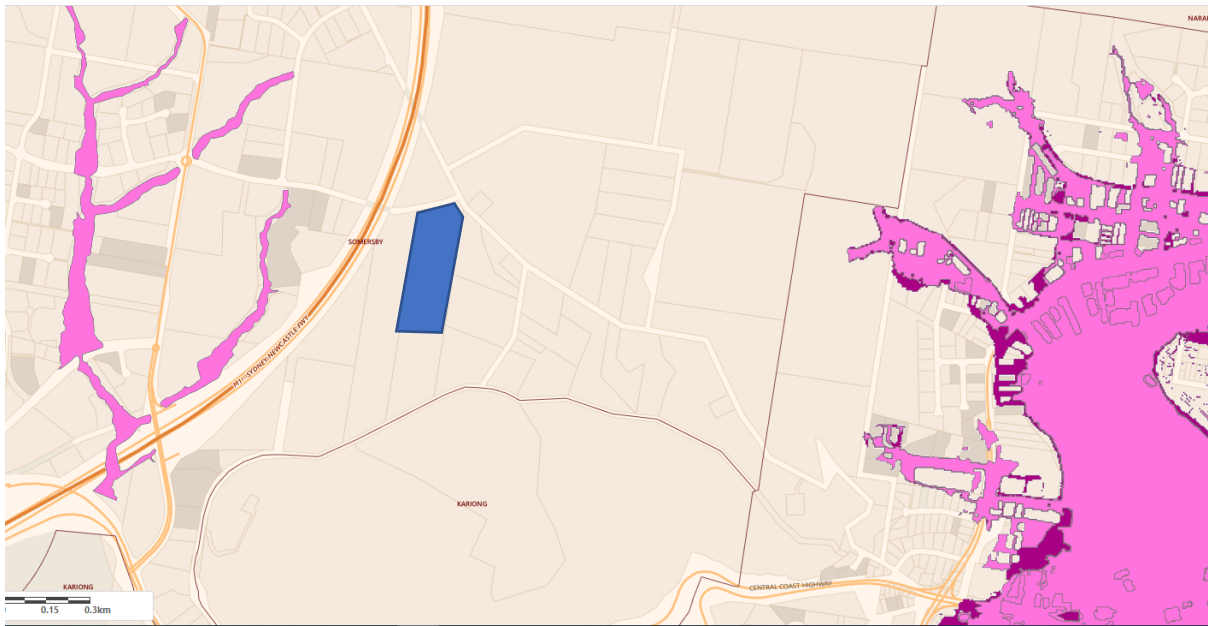 NARA
SOMERSBY
M1 - SYDNEY NEWCASTLE FWY
KARIONG
CENTRAL COAST HIGHWAY
KARIONG
0.15 0.3km